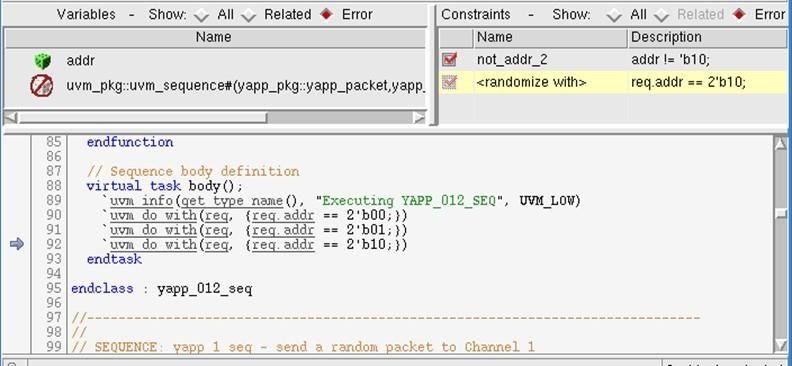 Variables - Show: All Related Error
Name
addr
uvm_pkg::uvm_sequence#(yapp_pkg::yapp_packet,yapp_
Constraints - Show: All Related Error
Name Description
not_addr_2 addr != 'b10;
<randomize with> req.addr == 2'b10;
85 endfunction
86
87 // Sequence body definition
88 virtual task body();
89 `uvm_info(get_type_name(), "Executing YAPP_012_SEQ", UVM_LOW)
90 `uvm_do_with(req, {req.addr == 2'b00;})
91 `uvm_do_with(req, {req.addr == 2'b01;})
92 `uvm_do_with(req, {req.addr == 2'b10;})
93 endtask
94
95 endclass : yapp_012_seq
96
97 //------------------------------------------------------------------------------
98 //
99 // SEQUENCE: yapp_1_seq - send a random packet to Channel 1